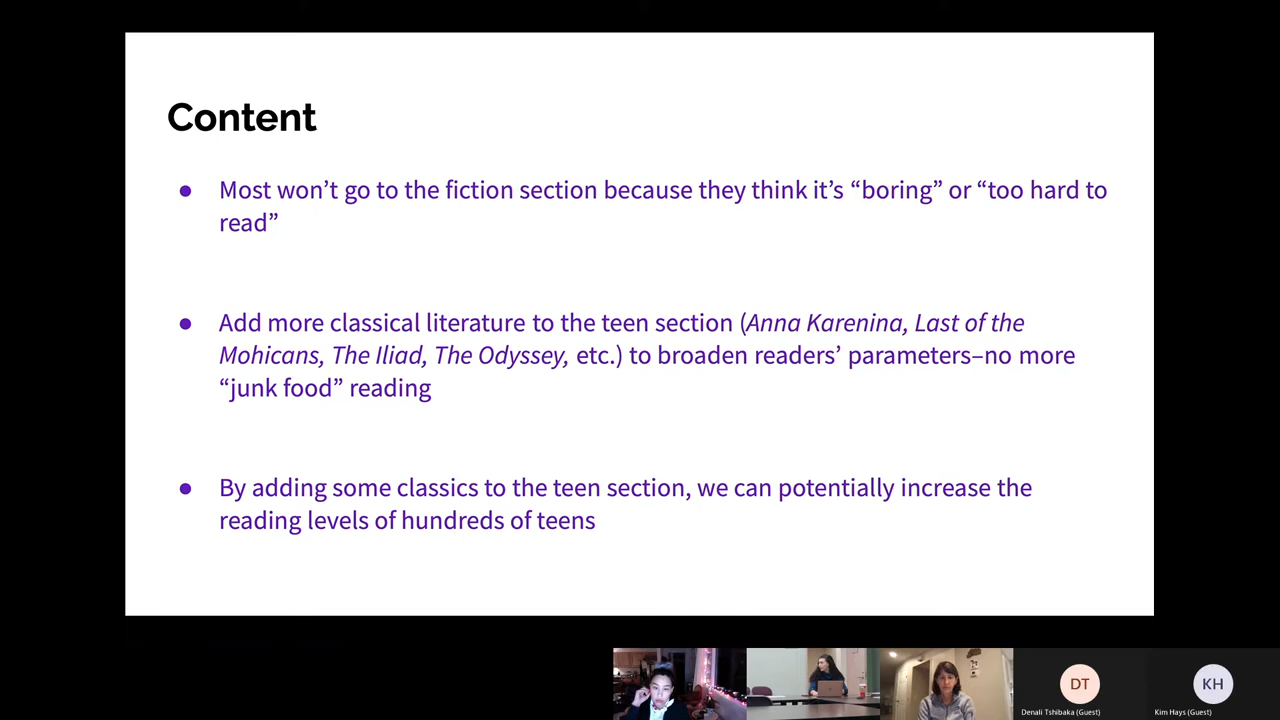 Content
● Most won’t go to the fiction section because they think it’s “boring” or “too hard to
read”
● Add more classical literature to the teen section (Anna Karenina, Last of the
Mohicans, The Iliad, The Odyssey, etc.) to broaden readers’ parameters–no more
“junk food” reading
● By adding some classics to the teen section, we can potentially increase the
reading levels of hundreds of teens
DT
KH
Denali Tshibaka (Guest)
Kim Hays (Guest)